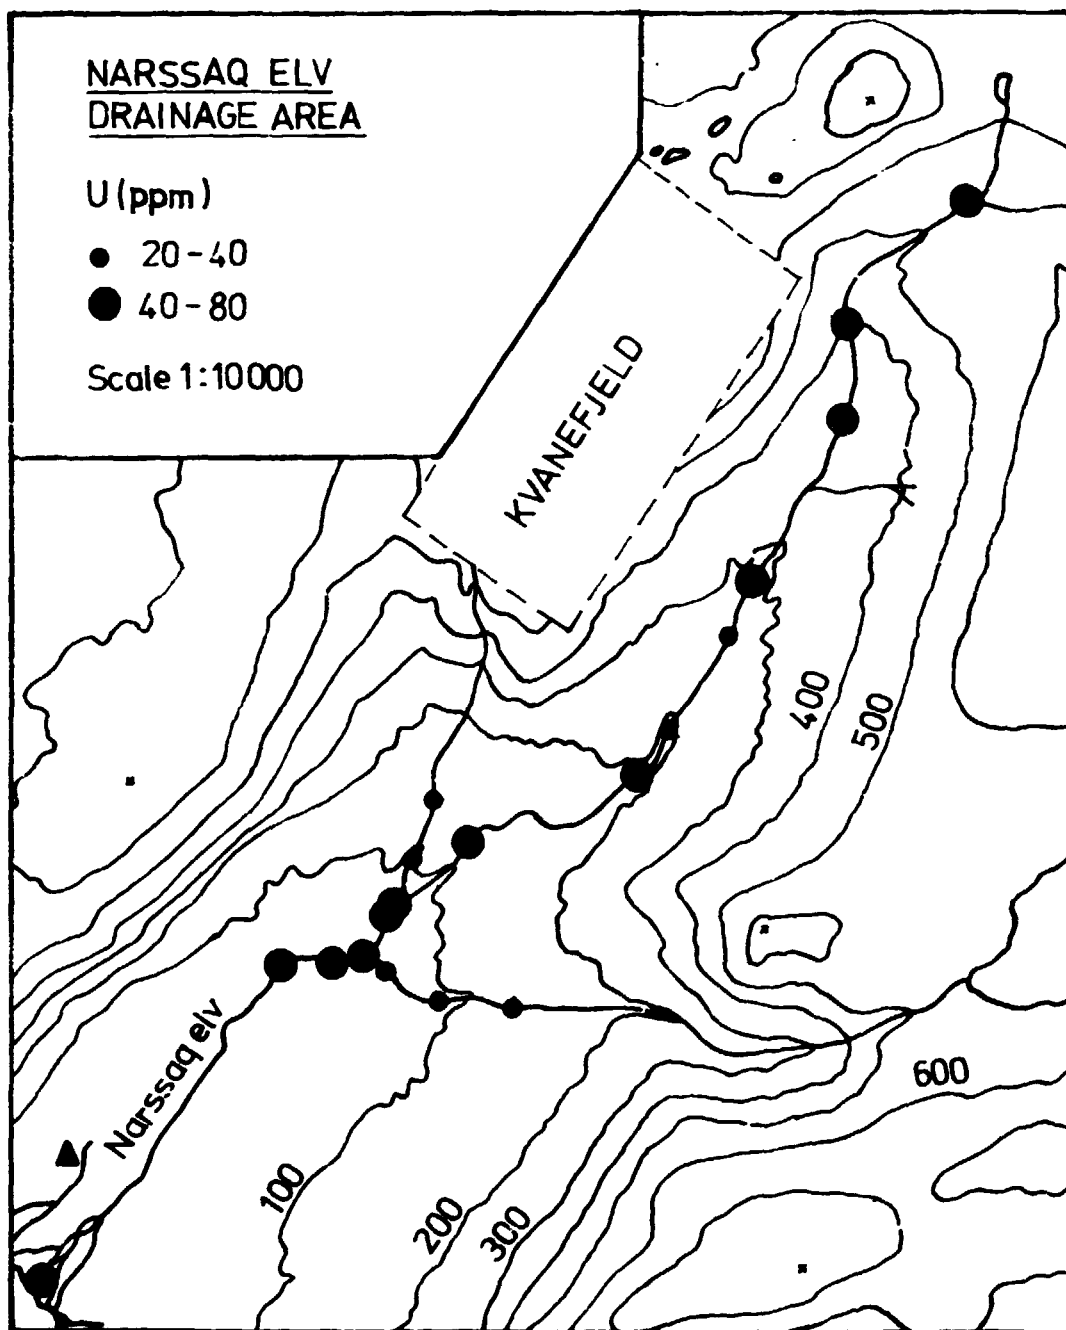 NARSSAQ ELV
DRAINAGE AREA
U (ppm)
20-40
40-80
Scale 1:10000
KVANEFJELD
400
500
600
Narssaq elv
100
200
300